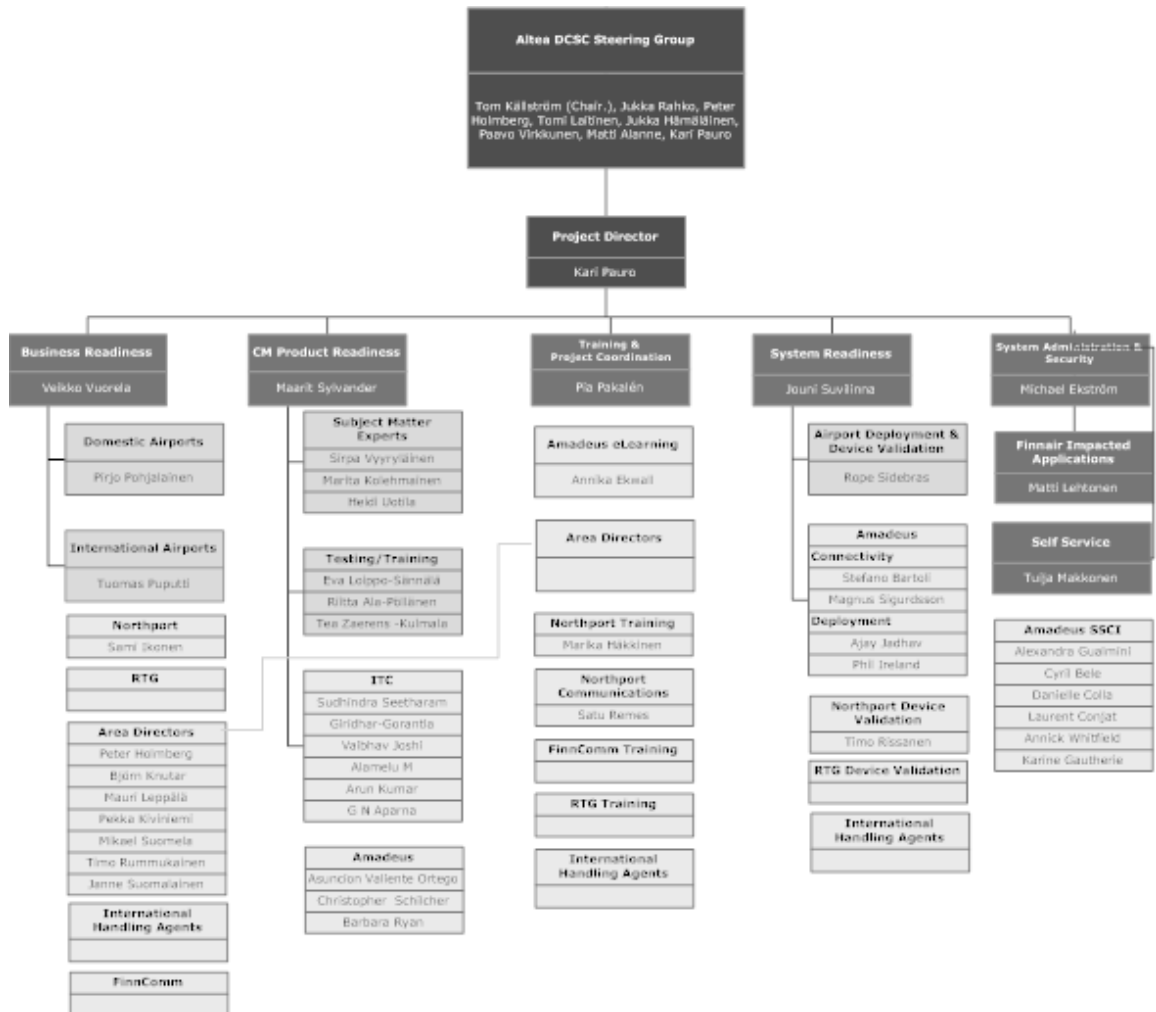 Altea DCSC Steering Group
Tom Källström (Chair.), Jukka Rahko, Peter
Holmberg, Tomi Laitinen, Jukka Hämäläinen,
Paavo Virkkunen, Matti Alanne, Kari Pauro
Project Director
Kari Pauro
Business Readiness
Veikko Vuorela
Domestic Airports
Pirjo Pohjalainen
International Airports
Tuomas Puputti
Northport
Sami Ikonen
RTG
Area Directors
Peter Holmberg
Björn Knutar
Mauri Leppälä
Pekka Kiviniemi
Mikael Suomela
Timo Rummukainen
Janne Suomalainen
International
Handling Agents
FinnComm
CM Product Readiness
Maarit Sylvander
Subject Matter
Experts
Sirpa Vyyryläinen
Marita Kolehmainen
Heidi Uotila
Testing/Training
Eva Loippo-Sännälä
Riitta Ala-Pöllänen
Tea Zaerens -Kulmala
ITC
Sudhindra Seetharam
Giridhar-Gorantla
Vaibhav Joshi
Alamelu M
Arun Kumar
G N Aparna
Amadeus
Asuncion Vallente Ortego
Christopher Schilcher
Barbara Ryan
Training &
Project Coordination
Pia Pakalén
Amadeus eLearning
Annika Ekwall
Area Directors
Northport Training
Marika Häkkinen
Northport
Communications
Satu Remes
FinnComm Training
RTG Training
International
Handling Agents
System Readiness
Jouni Suvilinna
Airport Deployment &
Device Validation
Rope Sidebras
Amadeus
Connectivity
Stefano Bartoli
Magnus Sigurdsson
Deployment
Ajay Jadhav
Phil Ireland
Northport Device
Validation
Timo Rissanen
RTG Device Validation
International
Handling Agents
System Administration &
Security
Michael Ekström
Finnair Impacted
Applications
Matti Lehtonen
Self Service
Tuija Makkonen
Amadeus SSCI
Alexandra Gualmini
Cyril Bele
Danielle Colla
Laurent Conjat
Annick Whitfield
Karine Gautherie